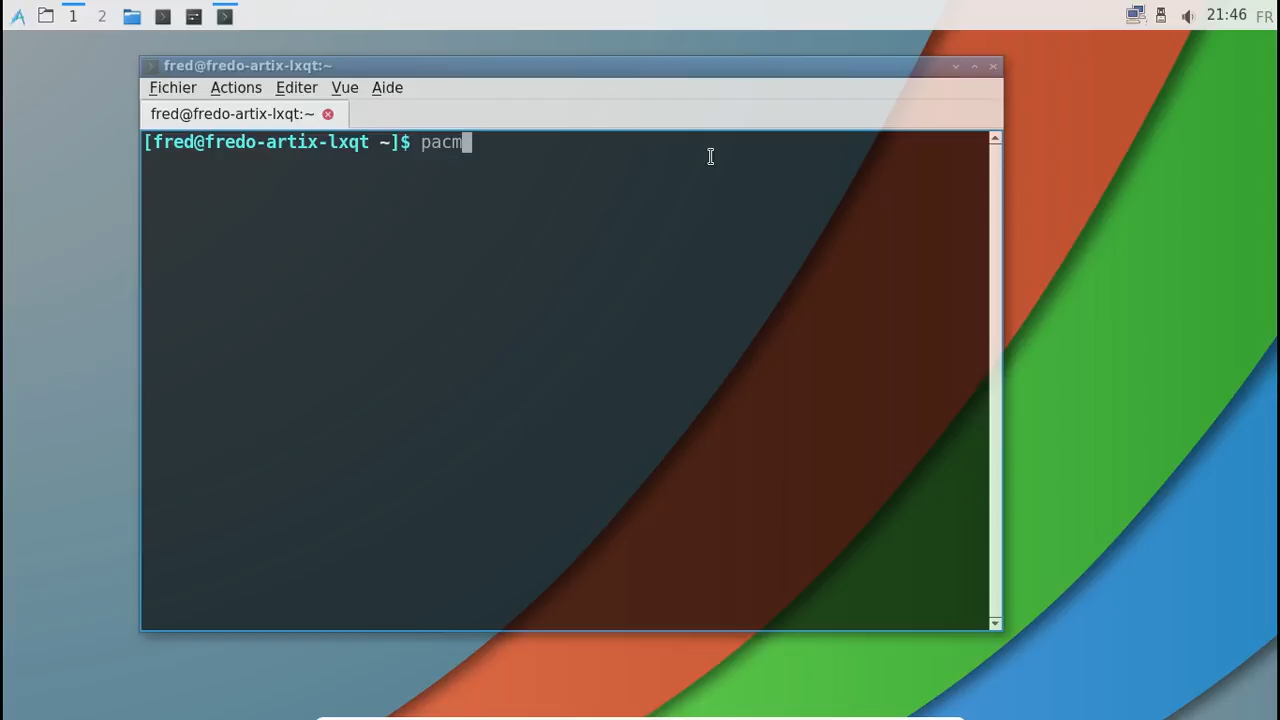 1 2 21:46 FR
fred@fredo-artix-lxqt:~
Fichier Actions Editer Vue Aide
fred@fredo-artix-lxqt:~
[fred@fredo-artix-lxqt ~]$ pacm